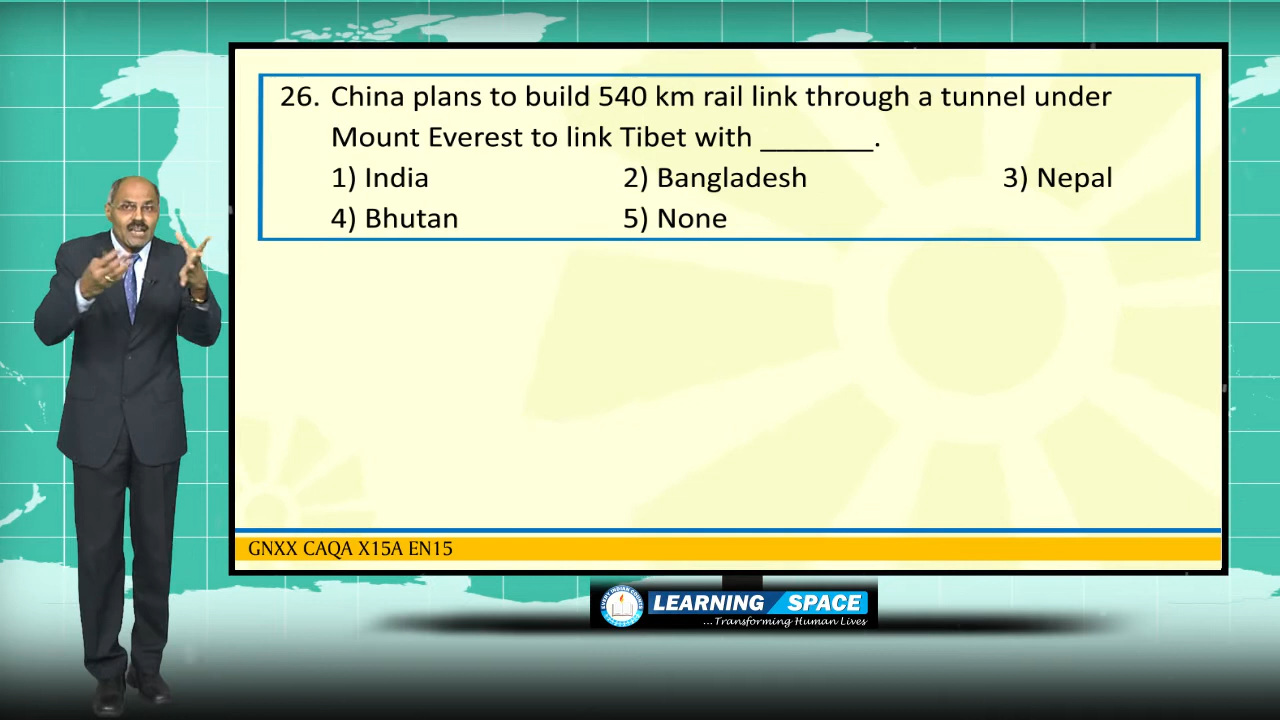 26. China plans to build 540 km rail link through a tunnel under
Mount Everest to link Tibet with _______.
1) India 2) Bangladesh 3) Nepal
4) Bhutan 5) None
GNXX CAQA X15A EN15
LEARNING SPACE
...Transforming Human Lives